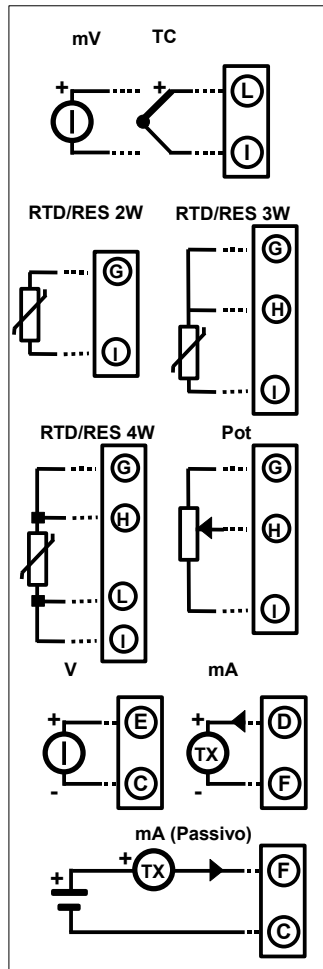 mV TC
+ + L
I
RTD/RES 2W RTD/RES 3W
G G
H
I I
RTD/RES 4W Pot
G G
H H
L
I I
V mA
+ E + D
TX
- C - F
mA (Passivo)
+ + TX F
C